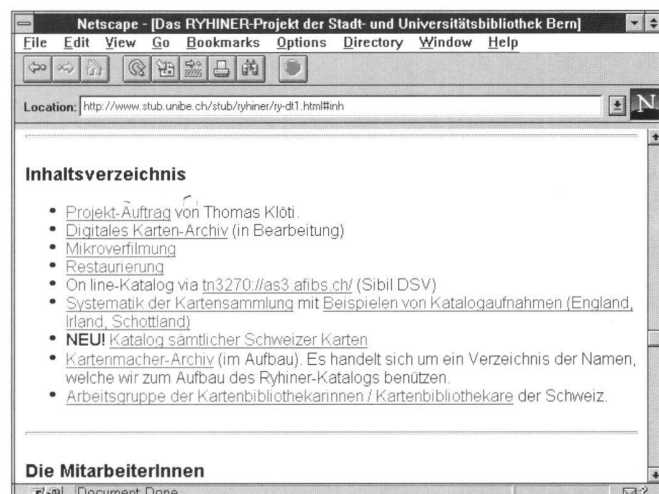 Netscape - [Das RYHINER-Projekt der Stadt- und Universitätsbibliothek Bern]
File Edit View Go Bookmarks Options Directory Window Help
Location: http://www.stub.unibe.ch/stub/ryhiner/ry-dt1.html#inh
N
Inhaltsverzeichnis
• Projekt-Auftrag von Thomas Klöti.
• Digitales Karten-Archiv (in Bearbeitung)
• Mikroverfilmung
• Restaurierung
• On line-Katalog via tn3270://as3.afibs.ch/ (Sibil DSV)
• Systematik der Kartensammlung mit Beispielen von Katalogaufnahmen (England,
Irland, Schottland)
• NEU! Katalog sämtlicher Schweizer Karten
• Kartenmacher-Archiv (im Aufbau). Es handelt sich um ein Verzeichnis der Namen,
welche wir zum Aufbau des Ryhiner-Katalogs benützen.
• Arbeitsgruppe der Kartenbibliothekarinnen / Kartenbibliothekare der Schweiz.
Die MitarbeiterInnen
Document Done